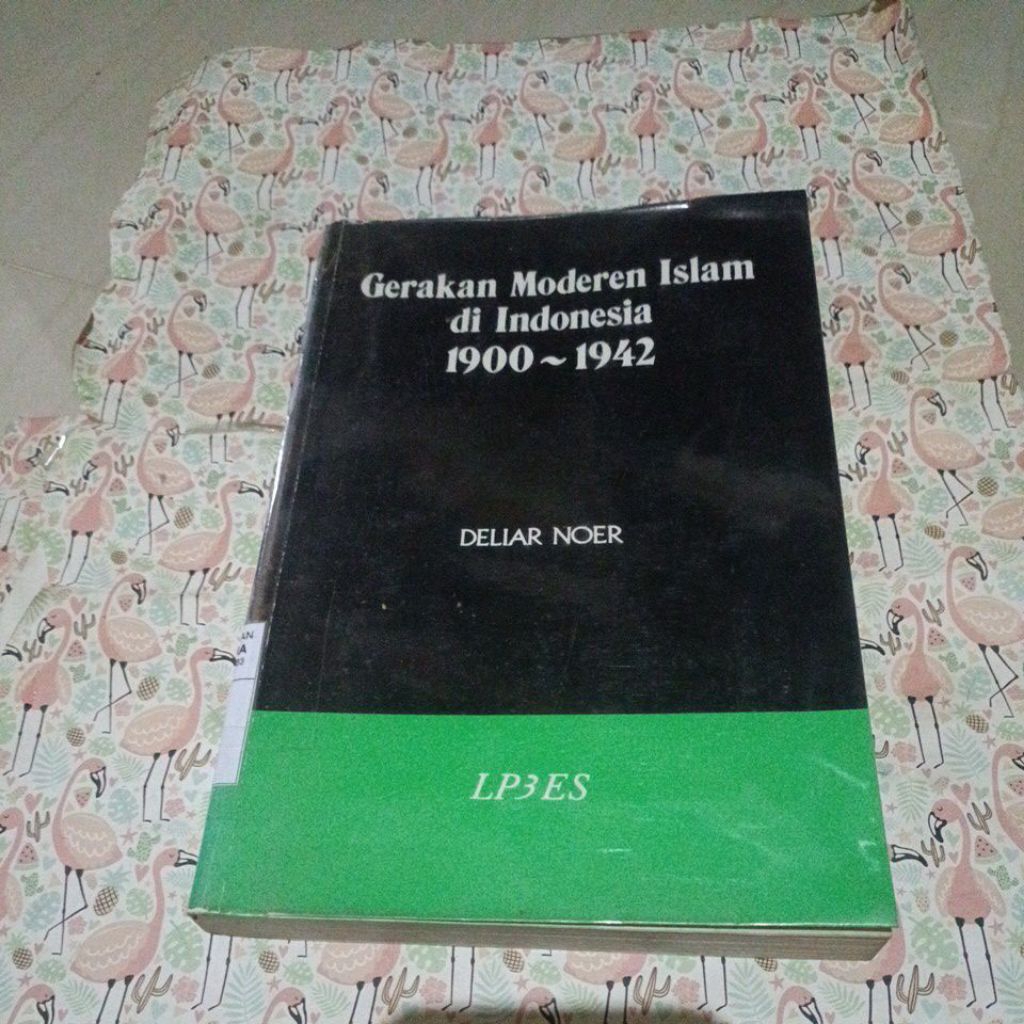 Gerakan Moderen Islam
di Indonesia
1900 ~ 1942
DELIAR NOER
LP3ES